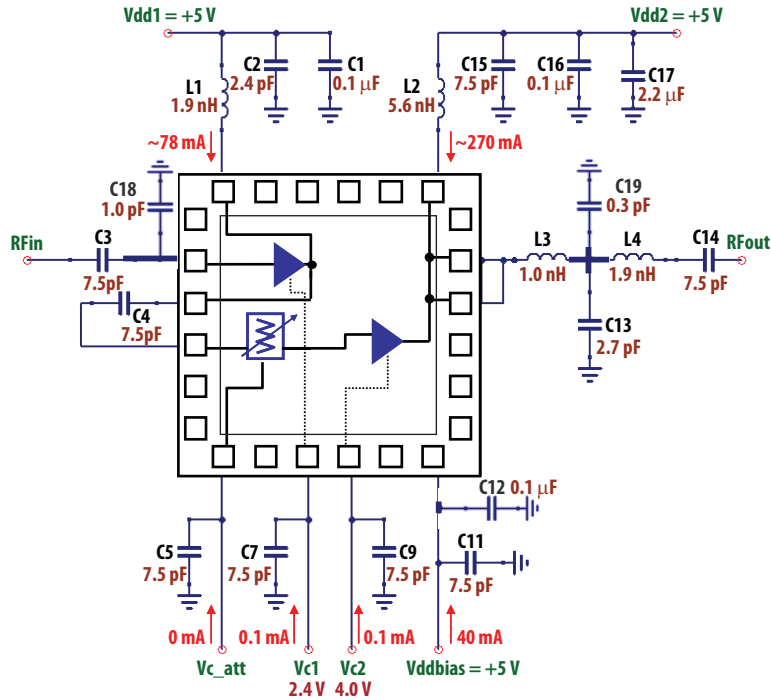 Vdd1 = +5 V
Vdd2 = +5 V
C2
2.4 pF
C1
0.1 μF
L1
1.9 nH
L2
5.6 nH
C15
7.5 pF
C16
0.1 μF
C17
2.2 μF
~78 mA
~270 mA
C18
1.0 pF
C19
0.3 pF
RFin
C3
7.5pF
L3
1.0 nH
L4
1.9 nH
C14
7.5 pF
RFout
C4
7.5pF
C13
2.7 pF
C12 0.1 μF
C5
7.5 pF
C7
7.5 pF
C9
7.5 pF
C11
7.5 pF
0 mA
0.1 mA
0.1 mA
40 mA
Vc_att
Vc1
2.4 V
Vc2
4.0 V
Vddbias = +5 V